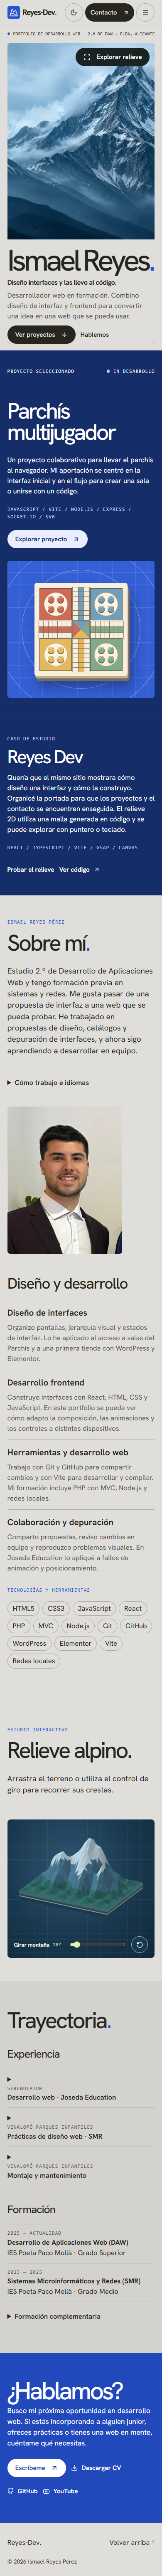 Reyes-Dev.
Contacto
PORTFOLIO DE DESARROLLO WEB
2.º DE DAW · ELDA, ALICANTE
Explorar relieve
Ismael Reyes.
Diseño interfaces y las llevo al código.
Desarrollador web en formación. Combino
diseño de interfaz y frontend para convertir
una idea en una web que se pueda usar.
Ver proyectos
Hablemos
PROYECTO SELECCIONADO
EN DESARROLLO
Parchís
multijugador
Un proyecto colaborativo para llevar el parchís
al navegador. Mi aportación se centró en la
interfaz inicial y en el flujo para crear una sala
o unirse con un código.
JAVASCRIPT / VITE / NODE.JS / EXPRESS /
SOCKET.IO / SVG
Explorar proyecto
CASO DE ESTUDIO
Reyes Dev
Quería que el mismo sitio mostrara cómo
diseño una interfaz y cómo la construyo.
Organicé la portada para que los proyectos y el
contacto se encuentren enseguida. El relieve
2D utiliza una malla generada en código y se
puede explorar con puntero o teclado.
REACT / TYPESCRIPT / VITE / GSAP / CANVAS
Probar el relieve
Ver código
ISMAEL REYES PÉREZ
Sobre mí.
Estudio 2.º de Desarrollo de Aplicaciones
Web y tengo formación previa en
sistemas y redes. Me gusta pasar de una
propuesta de interfaz a una web que se
pueda probar. He trabajado en
propuestas de diseño, catálogos y
depuración de interfaces, y ahora sigo
aprendiendo a desarrollar en equipo.
Cómo trabajo e idiomas
Diseño y desarrollo
Diseño de interfaces
Organizo pantallas, jerarquía visual y estados
de interfaz. Lo he aplicado al acceso a salas del
Parchís y a una primera tienda con WordPress y
Elementor.
Desarrollo frontend
Construyo interfaces con React, HTML, CSS y
JavaScript. En este portfolio se puede ver
cómo adapto la composición, las animaciones y
los controles a distintos dispositivos.
Herramientas y desarrollo web
Trabajo con Git y GitHub para compartir
cambios y con Vite para desarrollar y compilar.
Mi formación incluye PHP con MVC, Node.js y
redes locales.
Colaboración y depuración
Comparto propuestas, reviso cambios en
equipo y reproduzco problemas visuales. En
Joseda Education lo apliqué a fallos de
animación y posicionamiento.
TECNOLOGÍAS Y HERRAMIENTAS
HTML5
CSS3
JavaScript
React
PHP
MVC
Node.js
Git
GitHub
WordPress
Elementor
Vite
Redes locales
ESTUDIO INTERACTIVO
Relieve alpino.
Arrastra el terreno o utiliza el control de
giro para recorrer sus crestas.
Girar montaña
Trayectoria.
Experiencia
SERENDEPIUM
Desarrollo web · Joseda Education
VINALOPÓ PARQUES INFANTILES
Prácticas de diseño web · SMR
VINALOPÓ PARQUES INFANTILES
Montaje y mantenimiento
Formación
2025 — ACTUALIDAD
Desarrollo de Aplicaciones Web (DAW)
IES Poeta Paco Mollà · Grado Superior
2023 — 2025
Sistemas Microinformáticos y Redes (SMR)
IES Poeta Paco Mollà · Grado Medio
Formación complementaria
¿Hablamos?
Busco mi próxima oportunidad en desarrollo
web. Si estás incorporando a alguien junior,
ofreces prácticas o tienes una web en mente,
cuéntame qué necesitas.
Escríbeme
Descargar CV
GitHub
YouTube
Reyes-Dev.
Volver arriba ↑
© 2026 Ismael Reyes Pérez